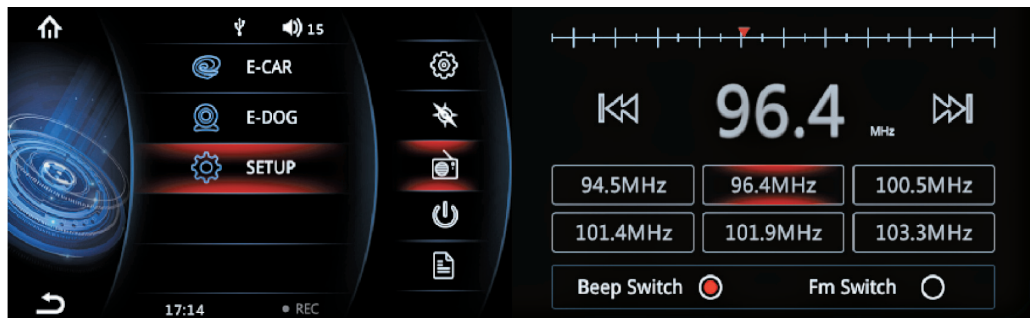 15
E-CAR
E-DOG
SETUP
17:14
REC
96.4
MHz
94.5MHz
96.4MHz
100.5MHz
101.4MHz
101.9MHz
103.3MHz
Beep Switch
Fm Switch